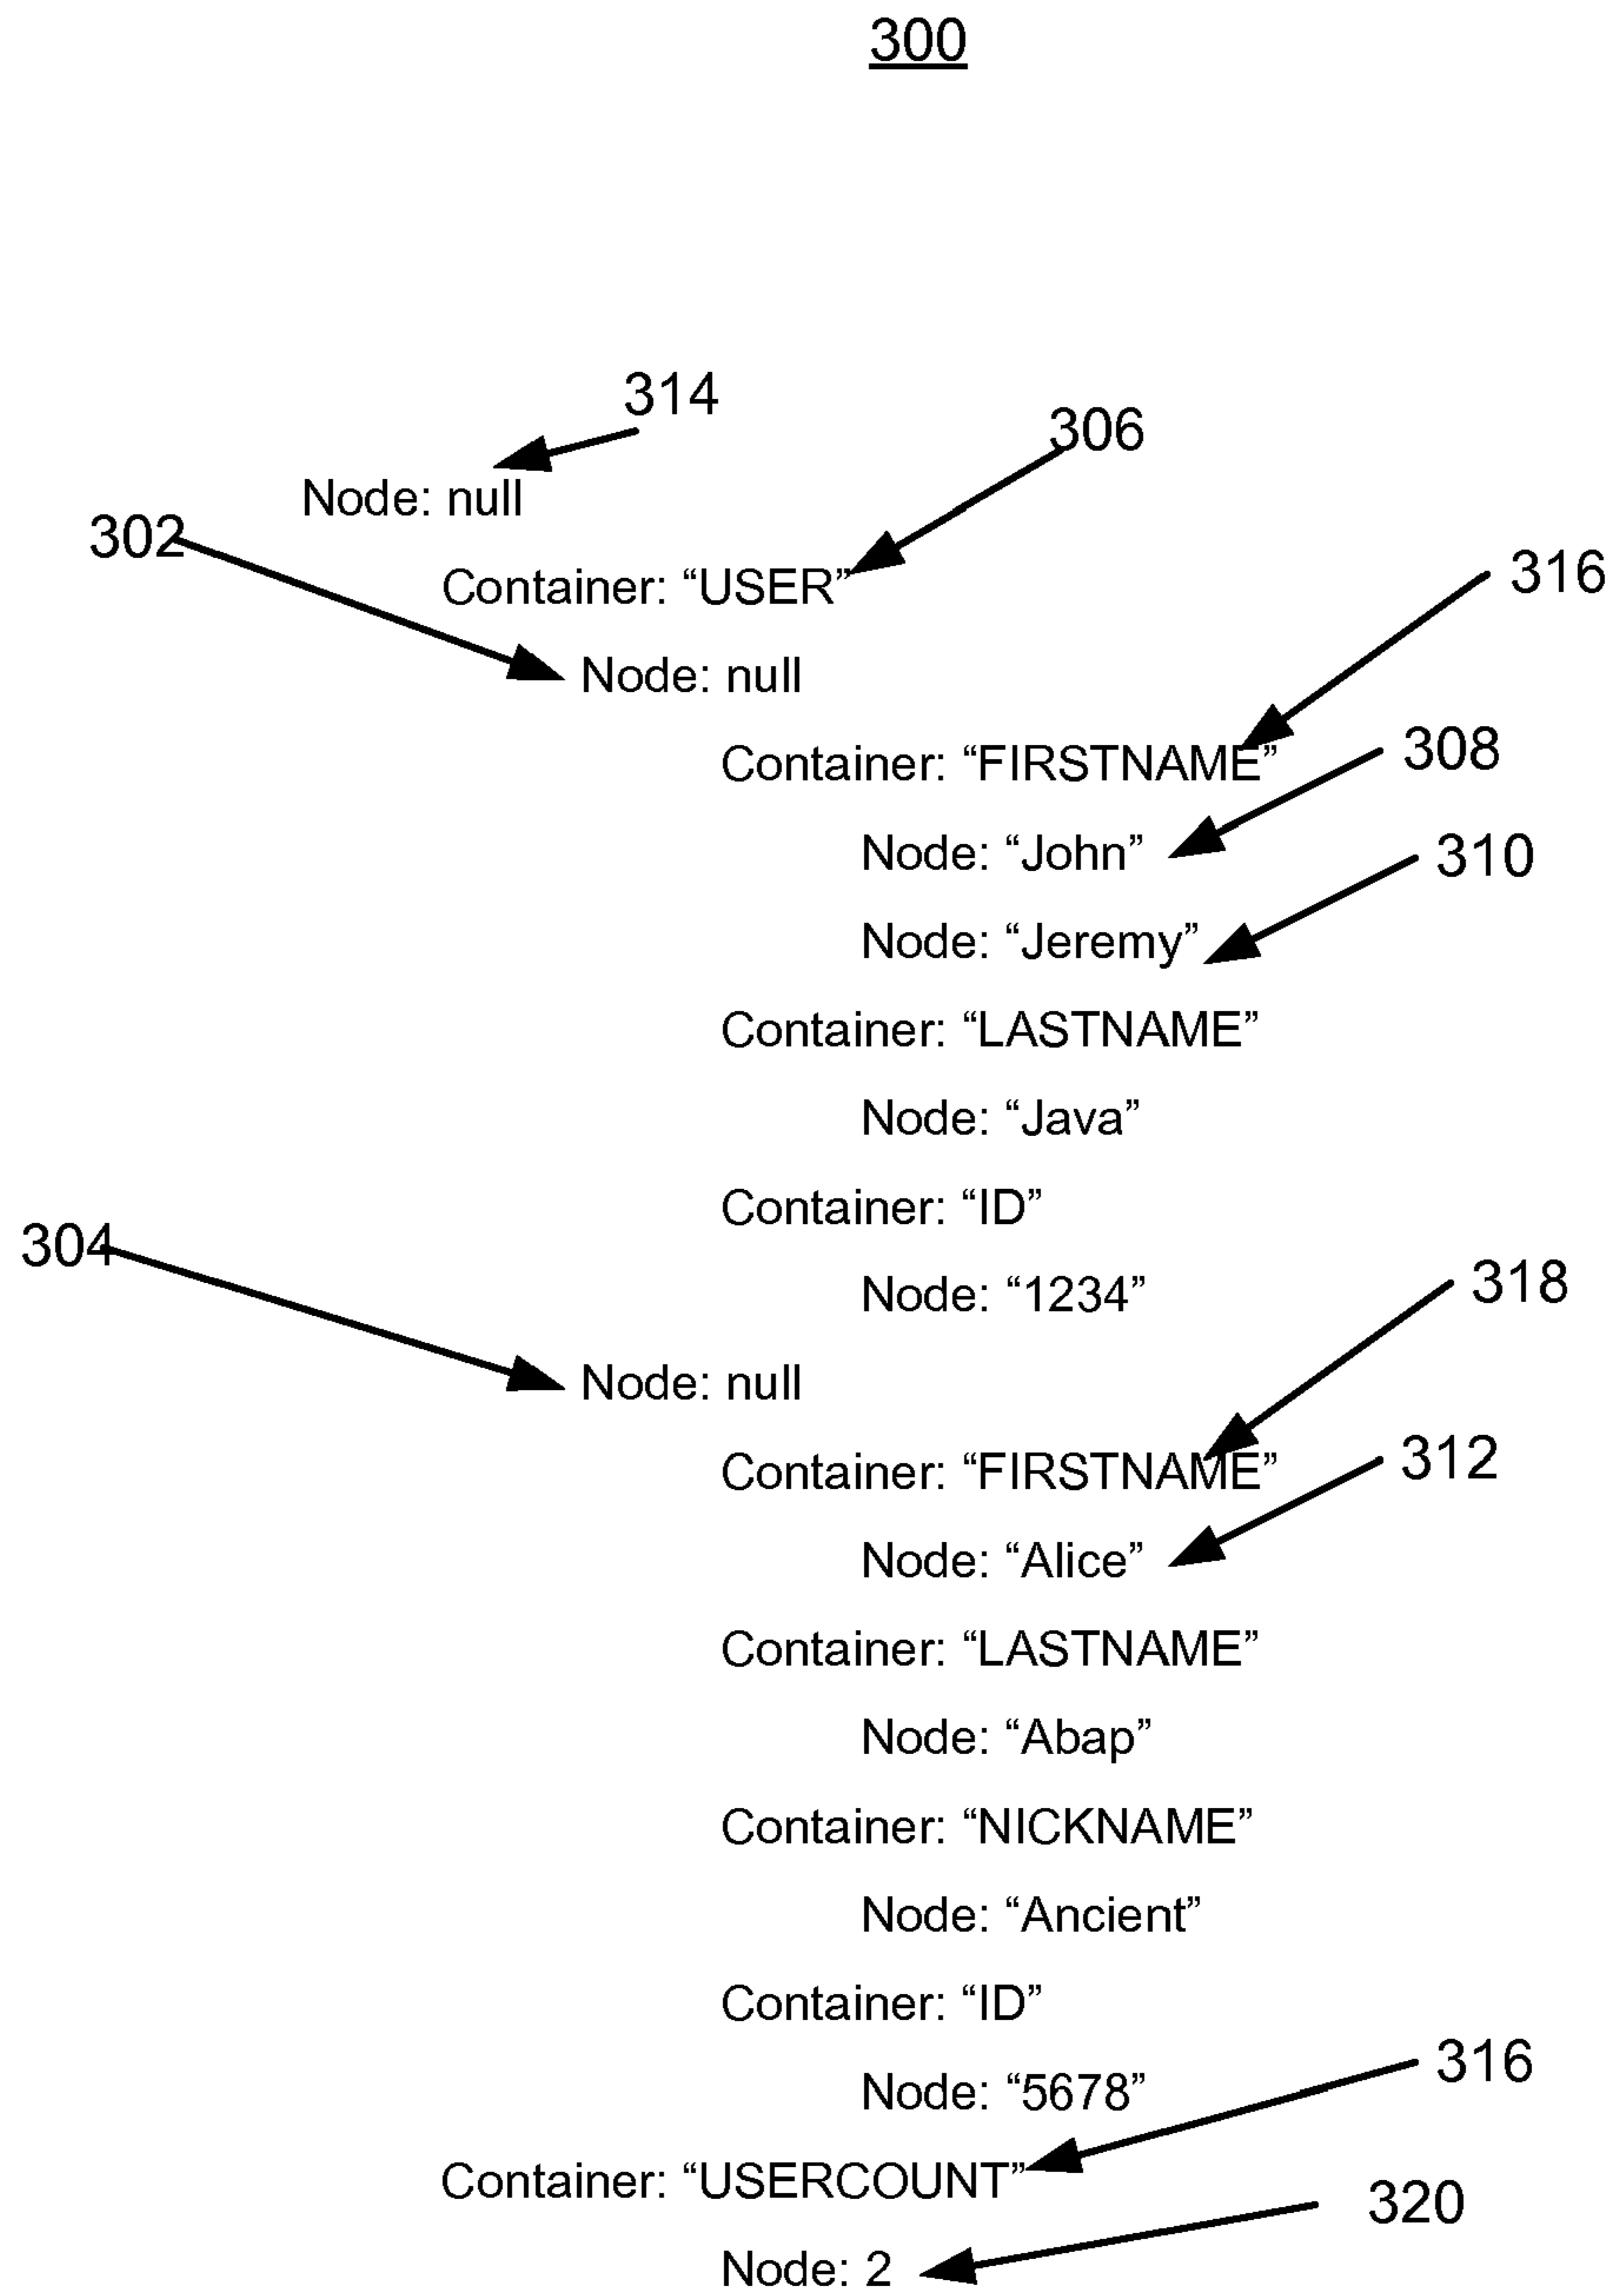 300
314
306
Node: null
302
Container: “USER”
316
Node: null
Container: “FIRSTNAME”
308
Node: “John”
310
Node: “Jeremy”
Container: “LASTNAME”
Node: “Java”
Container: “ID”
304
Node: “1234”
318
Node: null
Container: “FIRSTNAME”
312
Node: “Alice”
Container: “LASTNAME”
Node: “Abap”
Container: “NICKNAME”
Node: “Ancient”
Container: “ID”
316
Node: “5678”
Container: “USERCOUNT”
320
Node: 2